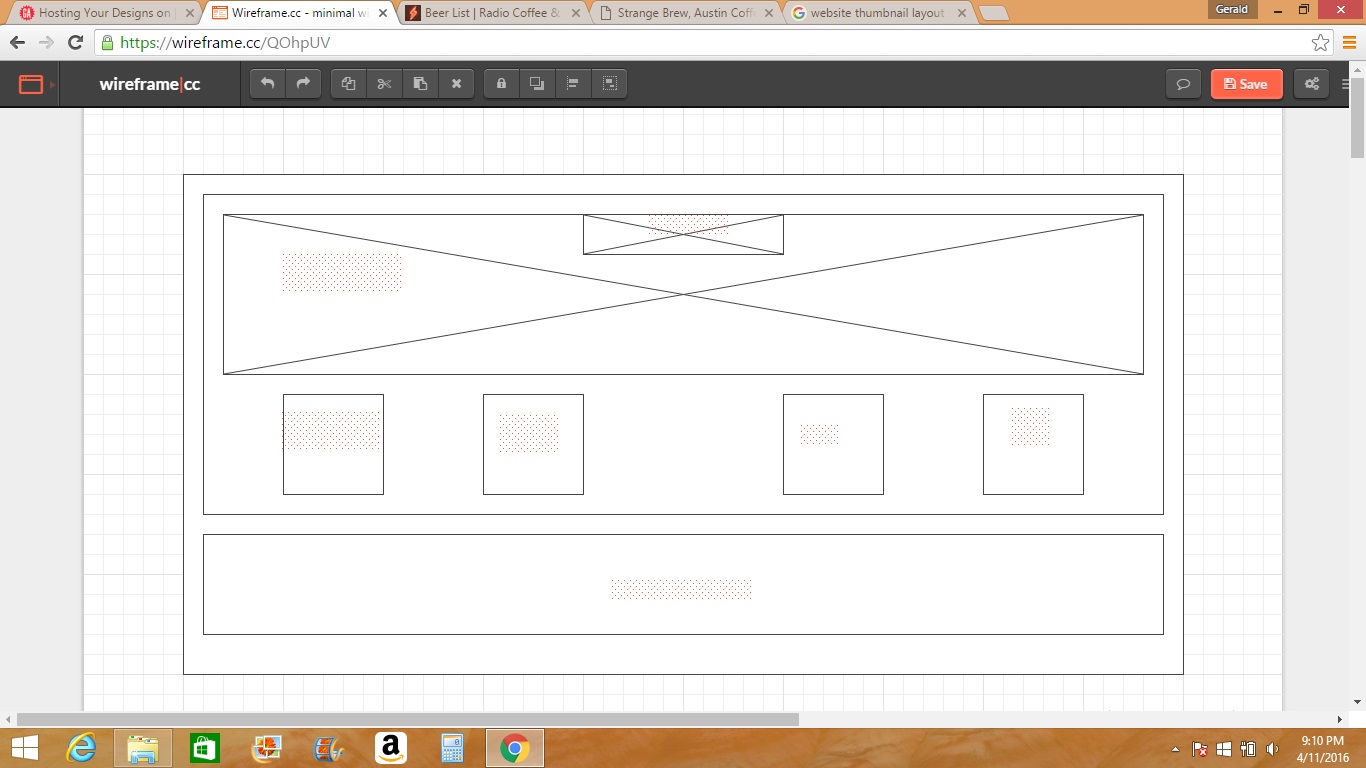 Hosting Your Designs on
Wireframe.cc - minimal w
Beer List | Radio Coffee &
Strange Brew, Austin Coff
website thumbnail layout
Gerald
https://wireframe.cc/QOhpUV
wireframe|cc
Save
9:10 PM
4/11/2016